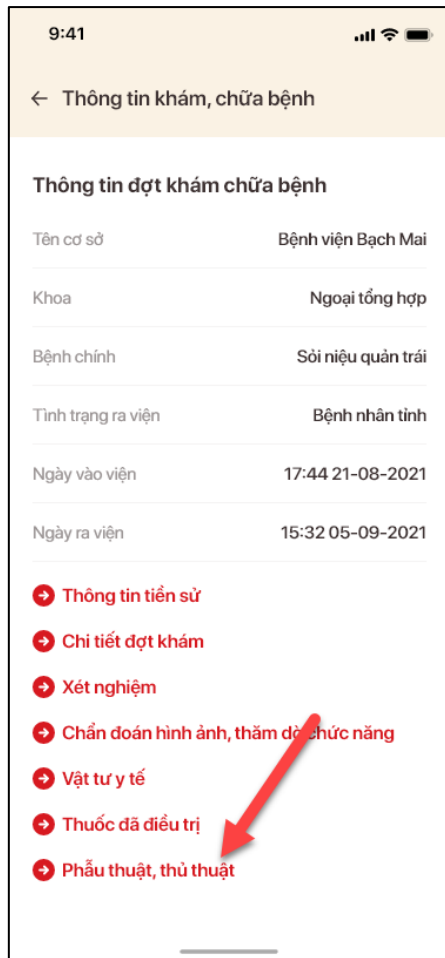 9:41
Thông tin khám, chữa bệnh
Thông tin đợt khám chữa bệnh
Tên cơ sở Bệnh viện Bạch Mai
Khoa Ngoại tổng hợp
Bệnh chính Sỏi niệu quản trái
Tình trạng ra viện Bệnh nhân tỉnh
Ngày vào viện 17:44 21-08-2021
Ngày ra viện 15:32 05-09-2021
Thông tin tiền sử
Chi tiết đợt khám
Xét nghiệm
Chẩn đoán hình ảnh, thăm dò chức năng
Vật tư y tế
Thuốc đã điều trị
Phẫu thuật, thủ thuật